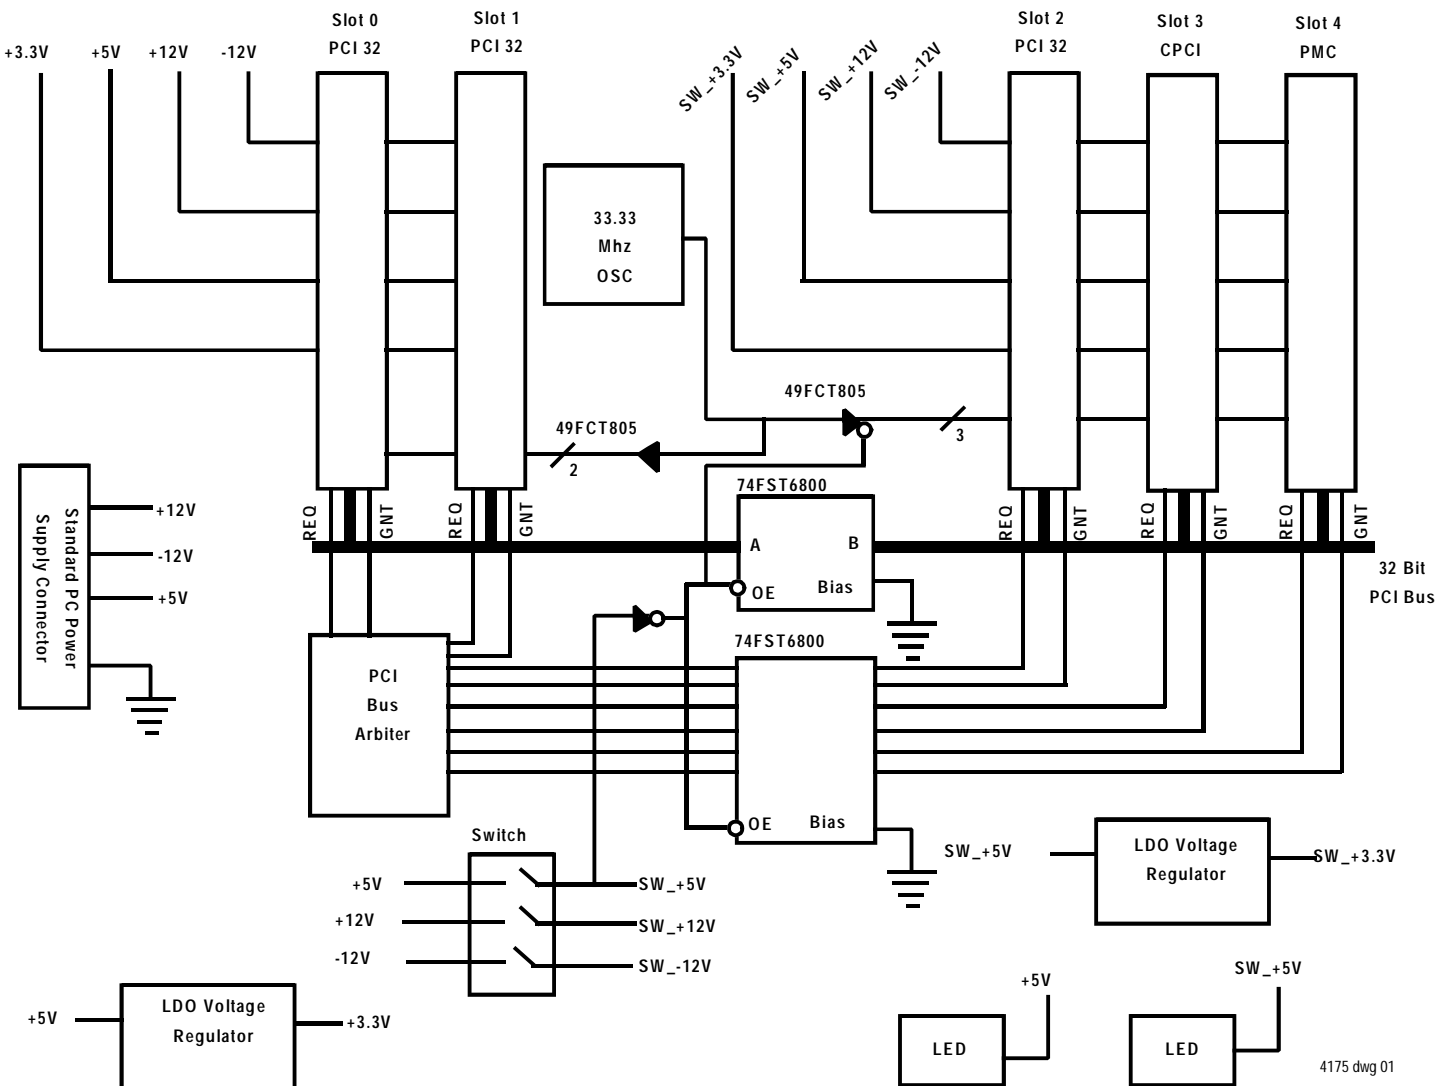 Slot 0
PCI 32
Slot 1
PCI 32
Slot 2
PCI 32
Slot 3
CPCI
Slot 4
PMC
+3.3V
+5V
+12V
-12V
SW_+3.3V
SW_+5V
SW_+12V
SW_-12V
33.33
Mhz
OSC
49FCT805
3
49FCT805
2
Standard PC Power
Supply Connector
+12V
-12V
+5V
REQ
GNT
REQ
GNT
REQ
GNT
REQ
GNT
REQ
GNT
74FST6800
A
B
OE
Bias
32 Bit
PCI Bus
74FST6800
OE
Bias
PCI
Bus
Arbiter
Switch
+5V
+12V
-12V
SW_+5V
SW_+12V
SW_-12V
SW_+5V
LDO Voltage
Regulator
SW_+3.3V
+5V
LDO Voltage
Regulator
+3.3V
+5V
LED
SW_+5V
LED
4175 dwg 01